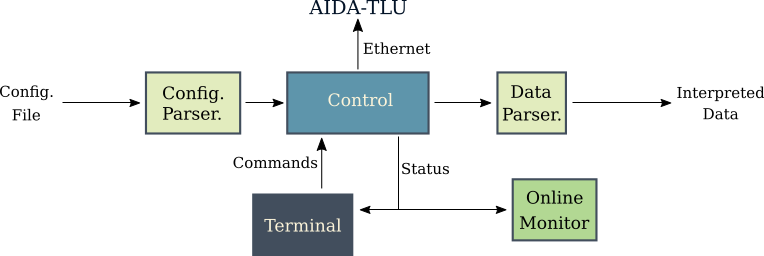 AIDA-TLU
Ethernet
Config.
File
Config.
Parser.
Control
Data
Parser.
Interpreted
Data
Commands
Status
Terminal
Online
Monitor